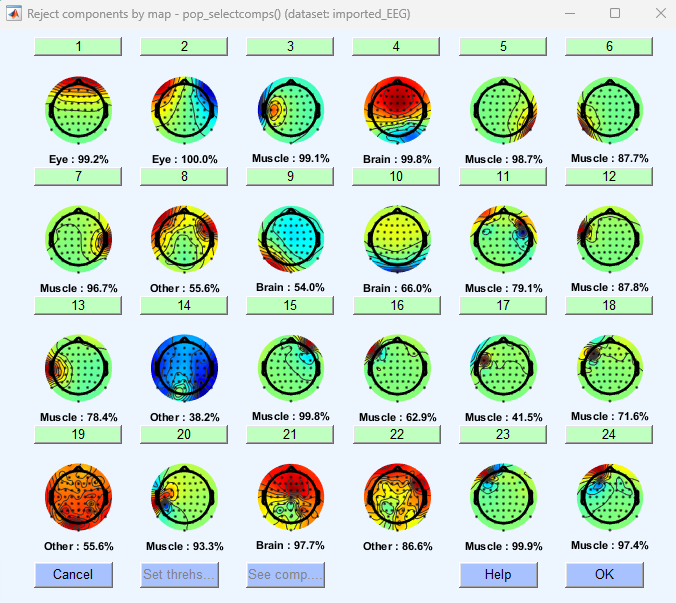 Reject components by map - pop_selectcomps() (dataset: imported_EEG)
1 2 3 4 5 6
Eye : 99.2% Eye : 100.0% Muscle : 99.1% Brain : 99.8% Muscle : 98.7% Muscle : 87.7%
7 8 9 10 11 12
Muscle : 96.7% Other : 55.6% Brain : 54.0% Brain : 66.0% Muscle : 79.1% Muscle : 87.8%
13 14 15 16 17 18
Muscle : 78.4% Other : 38.2% Muscle : 99.8% Muscle : 62.9% Muscle : 41.5% Muscle : 71.6%
19 20 21 22 23 24
Other : 55.6% Muscle : 93.3% Brain : 97.7% Other : 86.6% Muscle : 99.9% Muscle : 97.4%
Cancel Set threhs... See comp.... Help OK